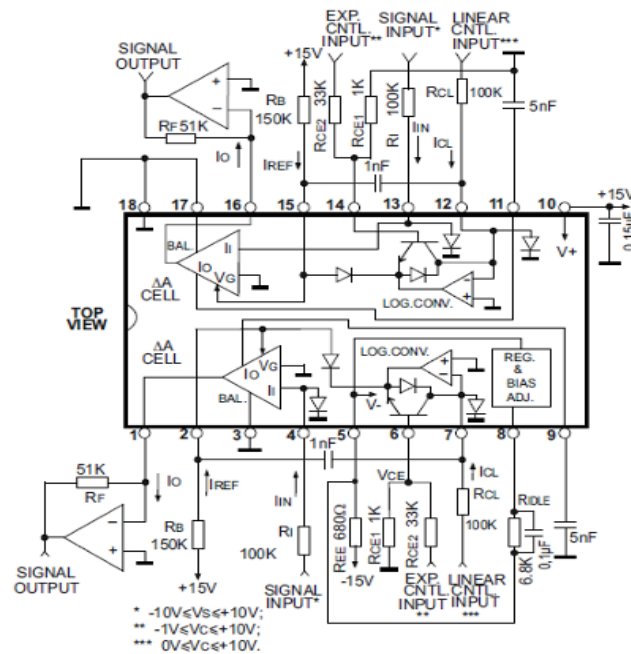 EXP. CNTL. INPUT**
SIGNAL INPUT*
LINEAR CNTL. INPUT***
SIGNAL OUTPUT
+15V
+
−
RB 150K
RCE2 33K
RCE1 1K
100K RI
RCL 100K
5nF
RF 51K
IO
IREF
IIN
ICL
1nF
18 17 16 15 14 13 12 11 10
+15V
0.15µF
BAL.
II
IO VG
V+
ΔA CELL
LOG.CONV.
−
+
TOP VIEW
ΔA CELL
LOG.CONV.
+
−
VG
IO
II
BAL.
V-
REG. & BIAS ADJ.
1 2 3 4 5 6 7 8 9
1nF
51K
RF
IO
IREF
IIN
VCE
ICL
RCL
100K
RIDLE
6.8K
0,1µF
5nF
−
+
RB 150K
RI
100K
REE 680Ω
RCE1 1K
RCE2 33K
SIGNAL OUTPUT
+15V
SIGNAL INPUT*
-15V
EXP. CNTL. INPUT **
LINEAR CNTL. INPUT ***
* -10V≤VS≤+10V;
** -1V≤VC≤+10V;
*** 0V≤VC≤+10V.